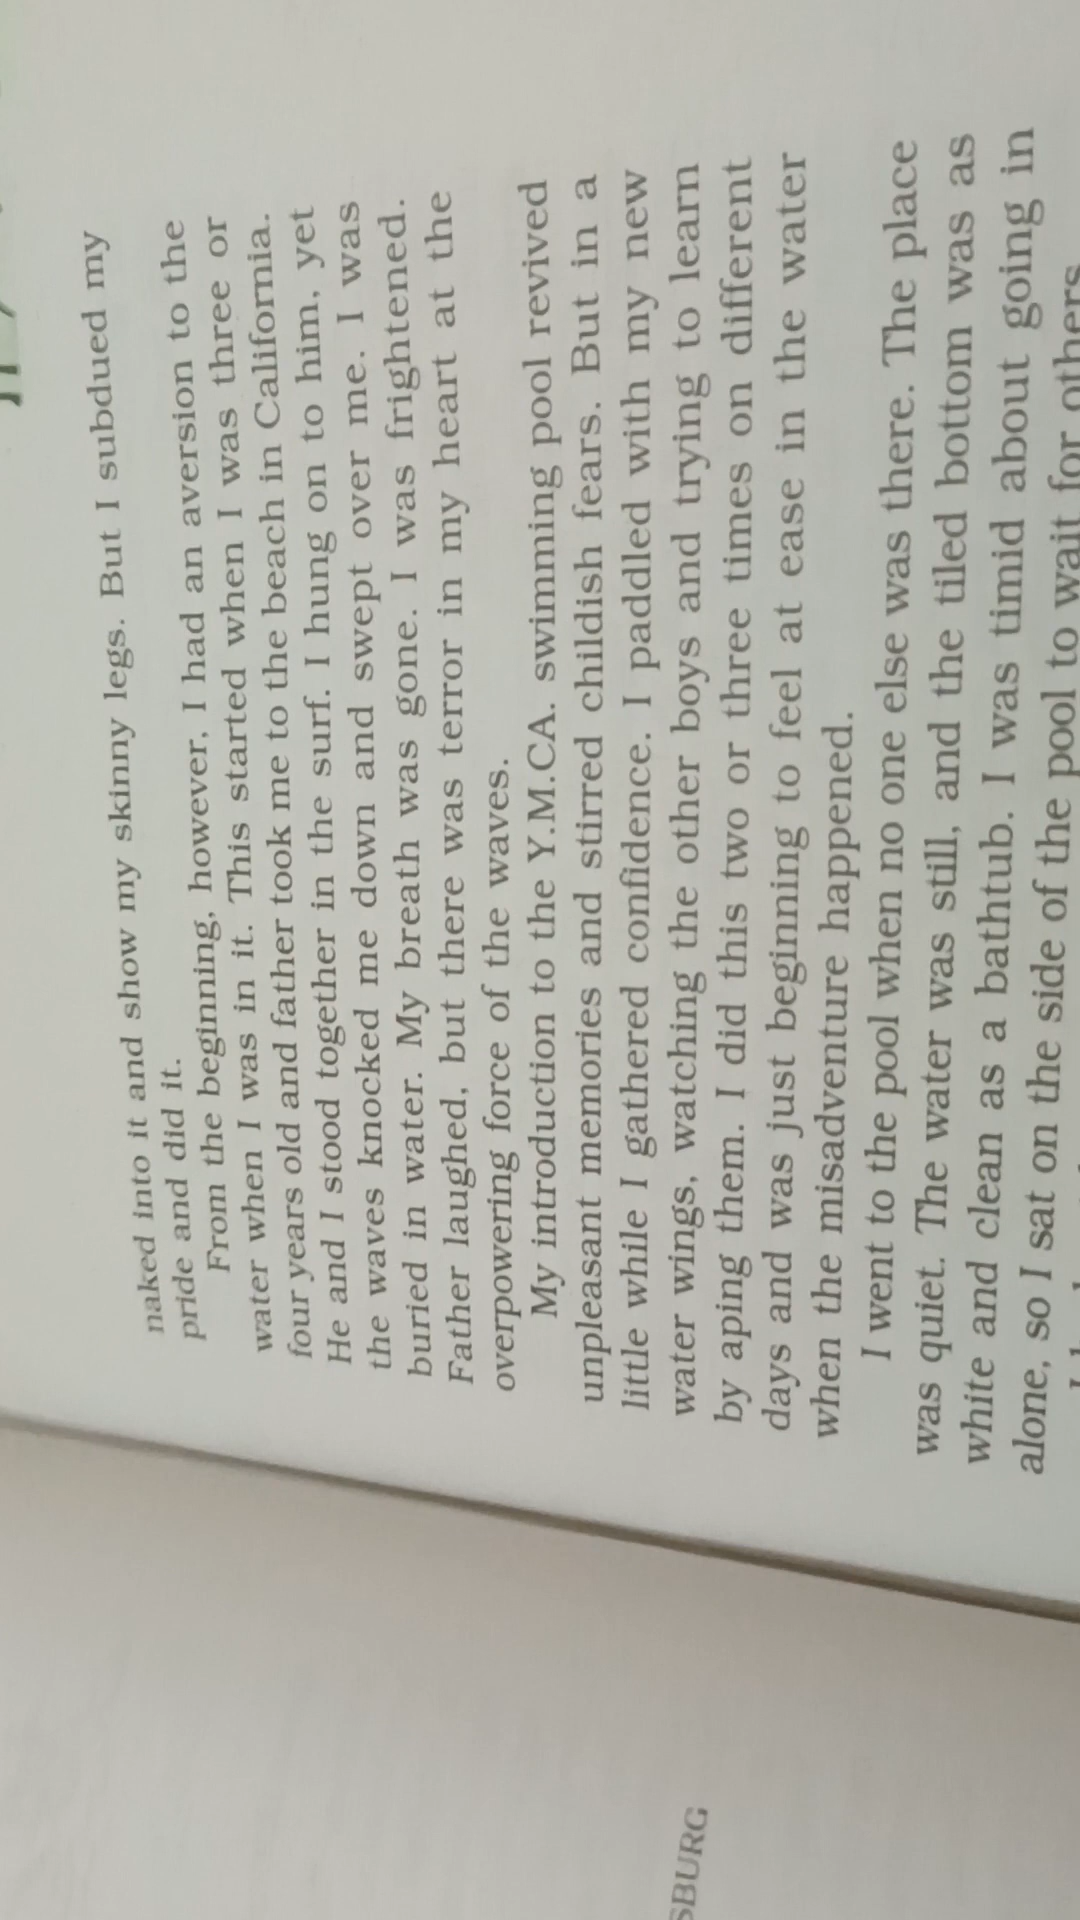 naked into it and show my skinny legs. But I subdued my
pride and did it.
From the beginning, however, I had an aversion to the
water when I was in it. This started when I was three or
four years old and father took me to the beach in California.
He and I stood together in the surf. I hung on to him, yet
the waves knocked me down and swept over me. I was
buried in water. My breath was gone. I was frightened.
Father laughed, but there was terror in my heart at the
overpowering force of the waves.
My introduction to the Y.M.CA. swimming pool revived
unpleasant memories and stirred childish fears. But in a
little while I gathered confidence. I paddled with my new
water wings, watching the other boys and trying to learn
by aping them. I did this two or three times on different
days and was just beginning to feel at ease in the water
when the misadventure happened.
I went to the pool when no one else was there. The place
was quiet. The water was still, and the tiled bottom was as
white and clean as a bathtub. I was timid about going in
alone, so I sat on the side of the pool to wait for others.
SBURG